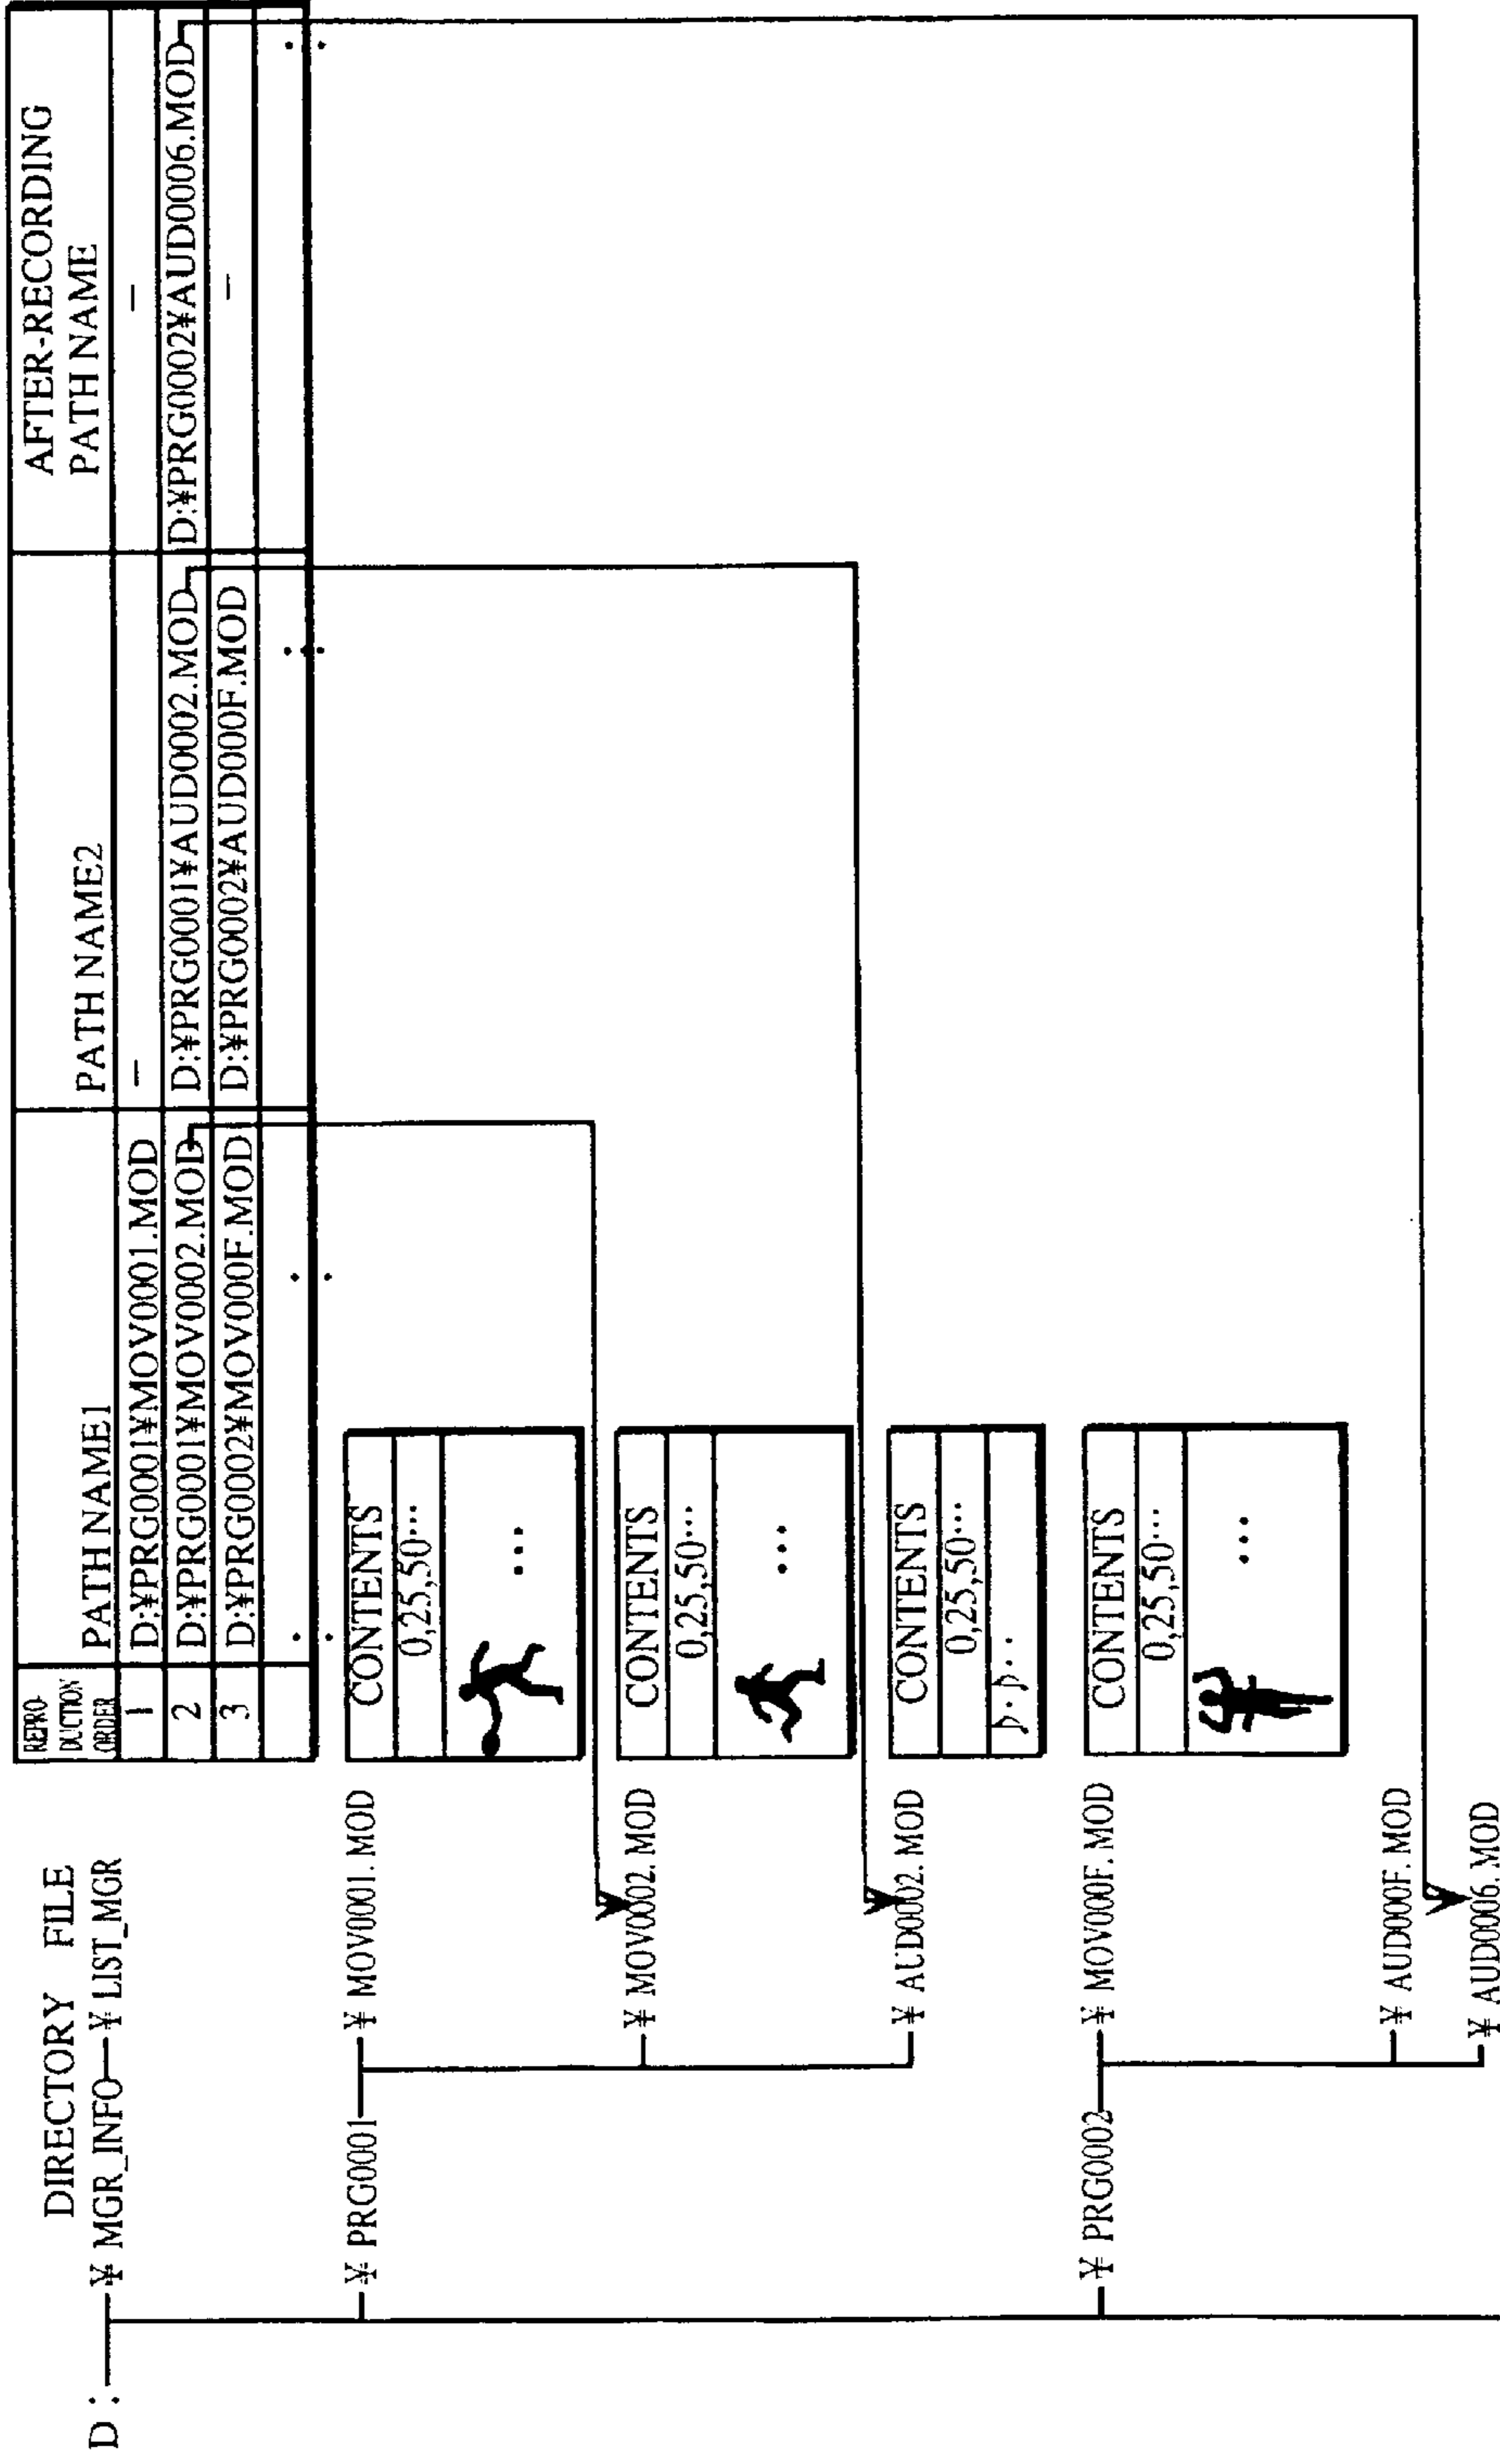 DIRECTORY FILE
D : ¥ MGR_INFO ¥ LIST_MGR
REPRO-
DUCTION
ORDER
PATH NAME1
PATH NAME2
AFTER-RECORDING
PATH NAME
1 D:¥PRG0001¥MOV0001.MOD – –
2 D:¥PRG0001¥MOV0002.MOD D:¥PRG0001¥AUD0002.MOD D:¥PRG0002¥AUD0006.MOD
3 D:¥PRG0002¥MOV000F.MOD D:¥PRG0002¥AUD000F.MOD –
¥ PRG0001 ¥ MOV0001.MOD
CONTENTS
0,25,50···
···
¥ MOV0002.MOD
CONTENTS
0,25,50···
···
¥ AUD0002.MOD
CONTENTS
0,25,50···
♪·♪··
¥ PRG0002 ¥ MOV000F.MOD
CONTENTS
0,25,50···
···
¥ AUD000F.MOD
¥ AUD0006.MOD